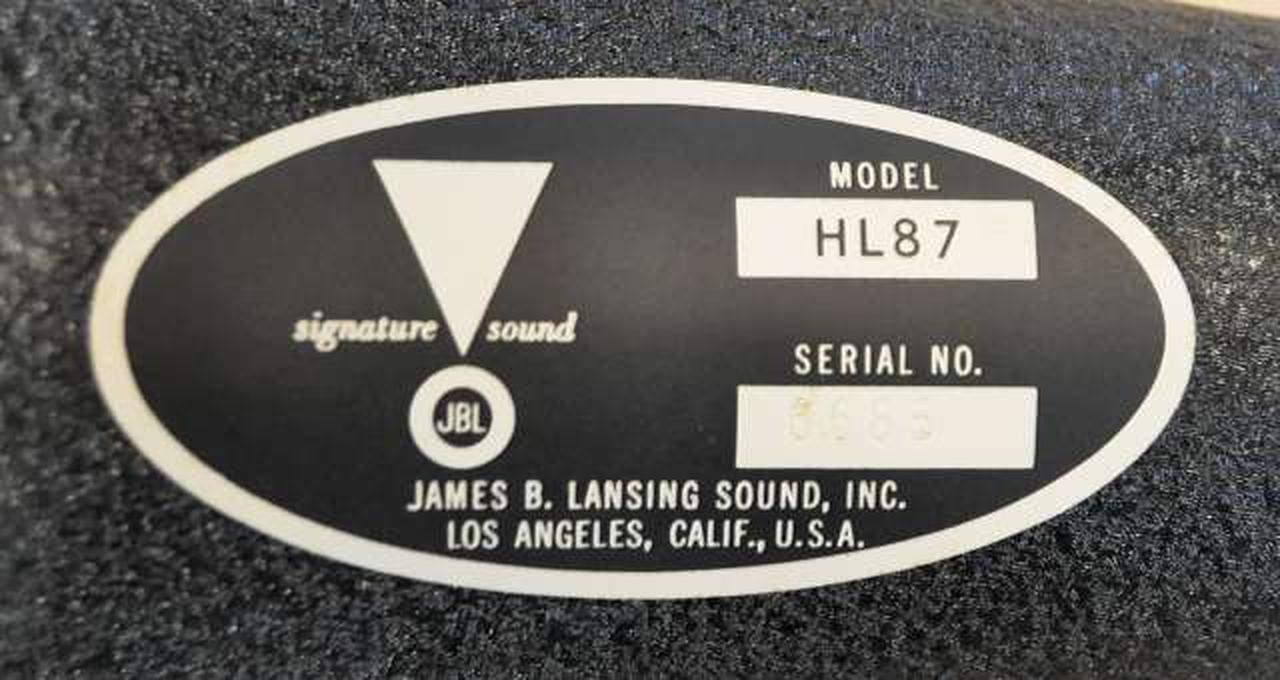 MODEL
HL87
signature sound
SERIAL NO.
JBL
JAMES B. LANSING SOUND, INC.
LOS ANGELES, CALIF., U.S.A.